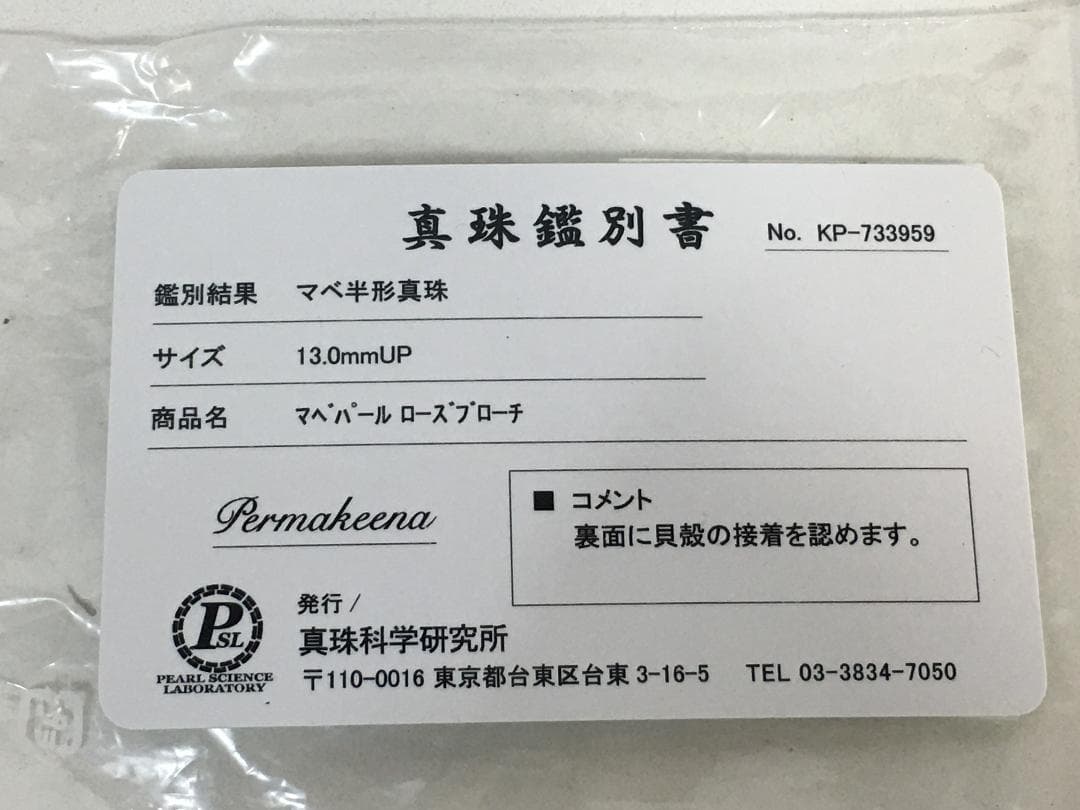 真珠鑑別書
No. KP-733959
鑑別結果 マベ半形真珠
サイズ 13.0mmUP
商品名 ﾏﾍﾞﾊﾟｰﾙ ﾛｰｽﾞﾌﾞﾛｰﾁ
Permakeena
■ コメント
裏面に貝殻の接着を認めます。
PSL
PEARL SCIENCE
LABORATORY
発行 /
真珠科学研究所
〒110-0016 東京都台東区台東 3-16-5 TEL 03-3834-7050